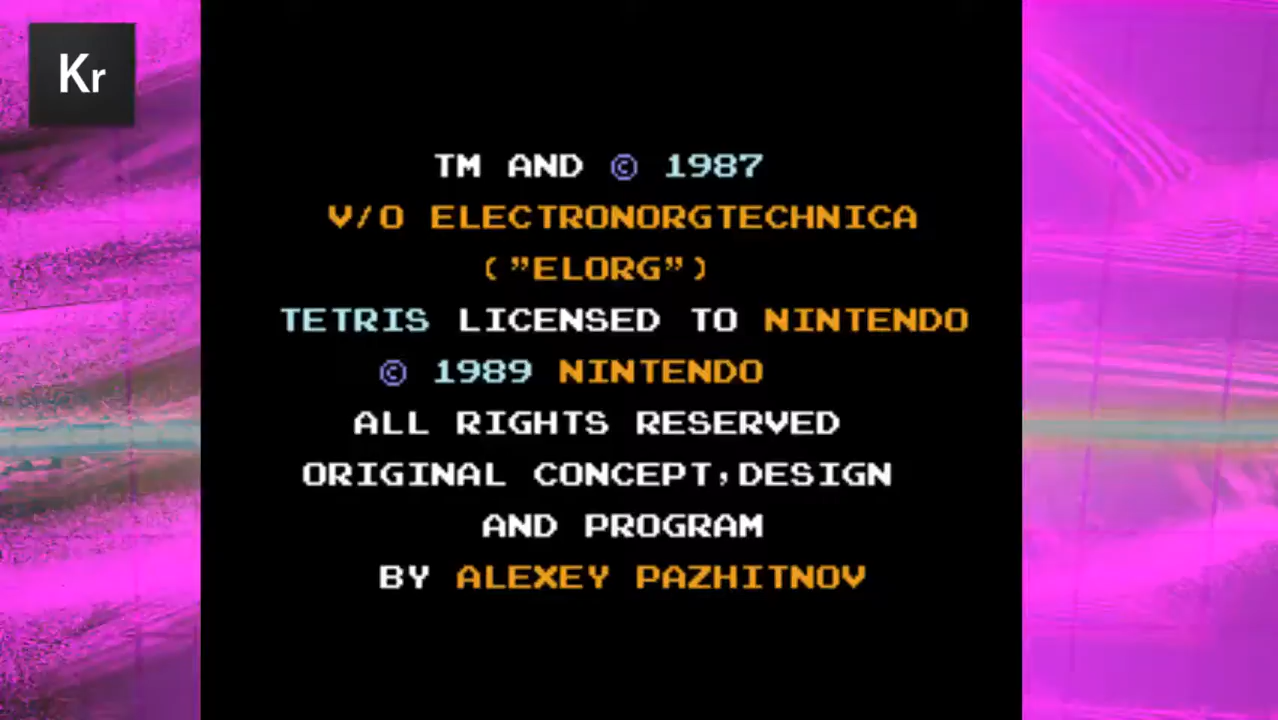 Kr
TM AND © 1987
V/O ELECTRONORGTECHNICA
("ELORG")
TETRIS LICENSED TO NINTENDO
© 1989 NINTENDO
ALL RIGHTS RESERVED
ORIGINAL CONCEPT,DESIGN
AND PROGRAM
BY ALEXEY PAZHITNOV